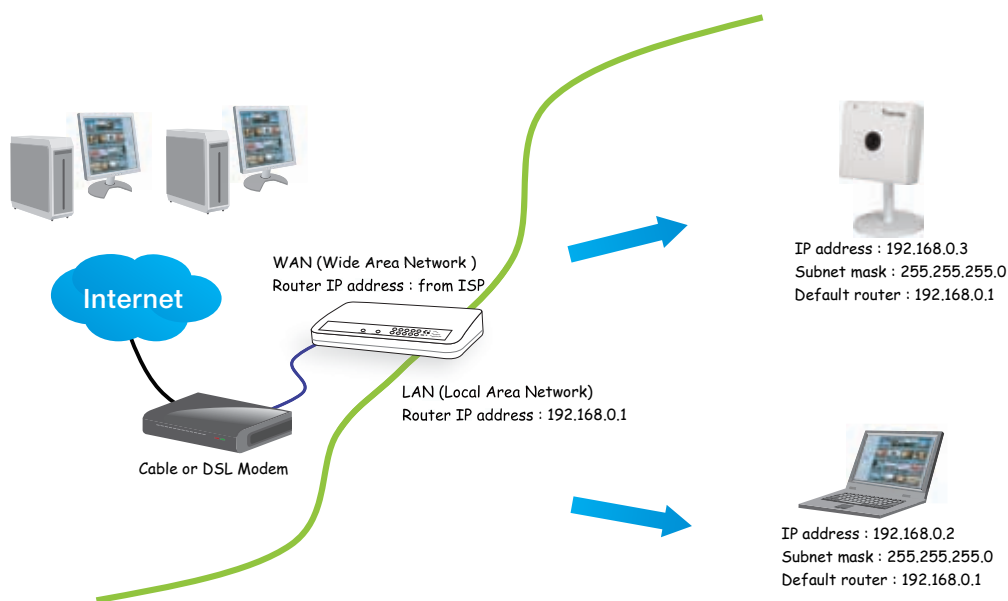 WAN (Wide Area Network )
Router IP address : from ISP
Internet
LAN (Local Area Network)
Router IP address : 192.168.0.1
Cable or DSL Modem
IP address : 192.168.0.3
Subnet mask : 255.255.255.0
Default router : 192.168.0.1
IP address : 192.168.0.2
Subnet mask : 255.255.255.0
Default router : 192.168.0.1